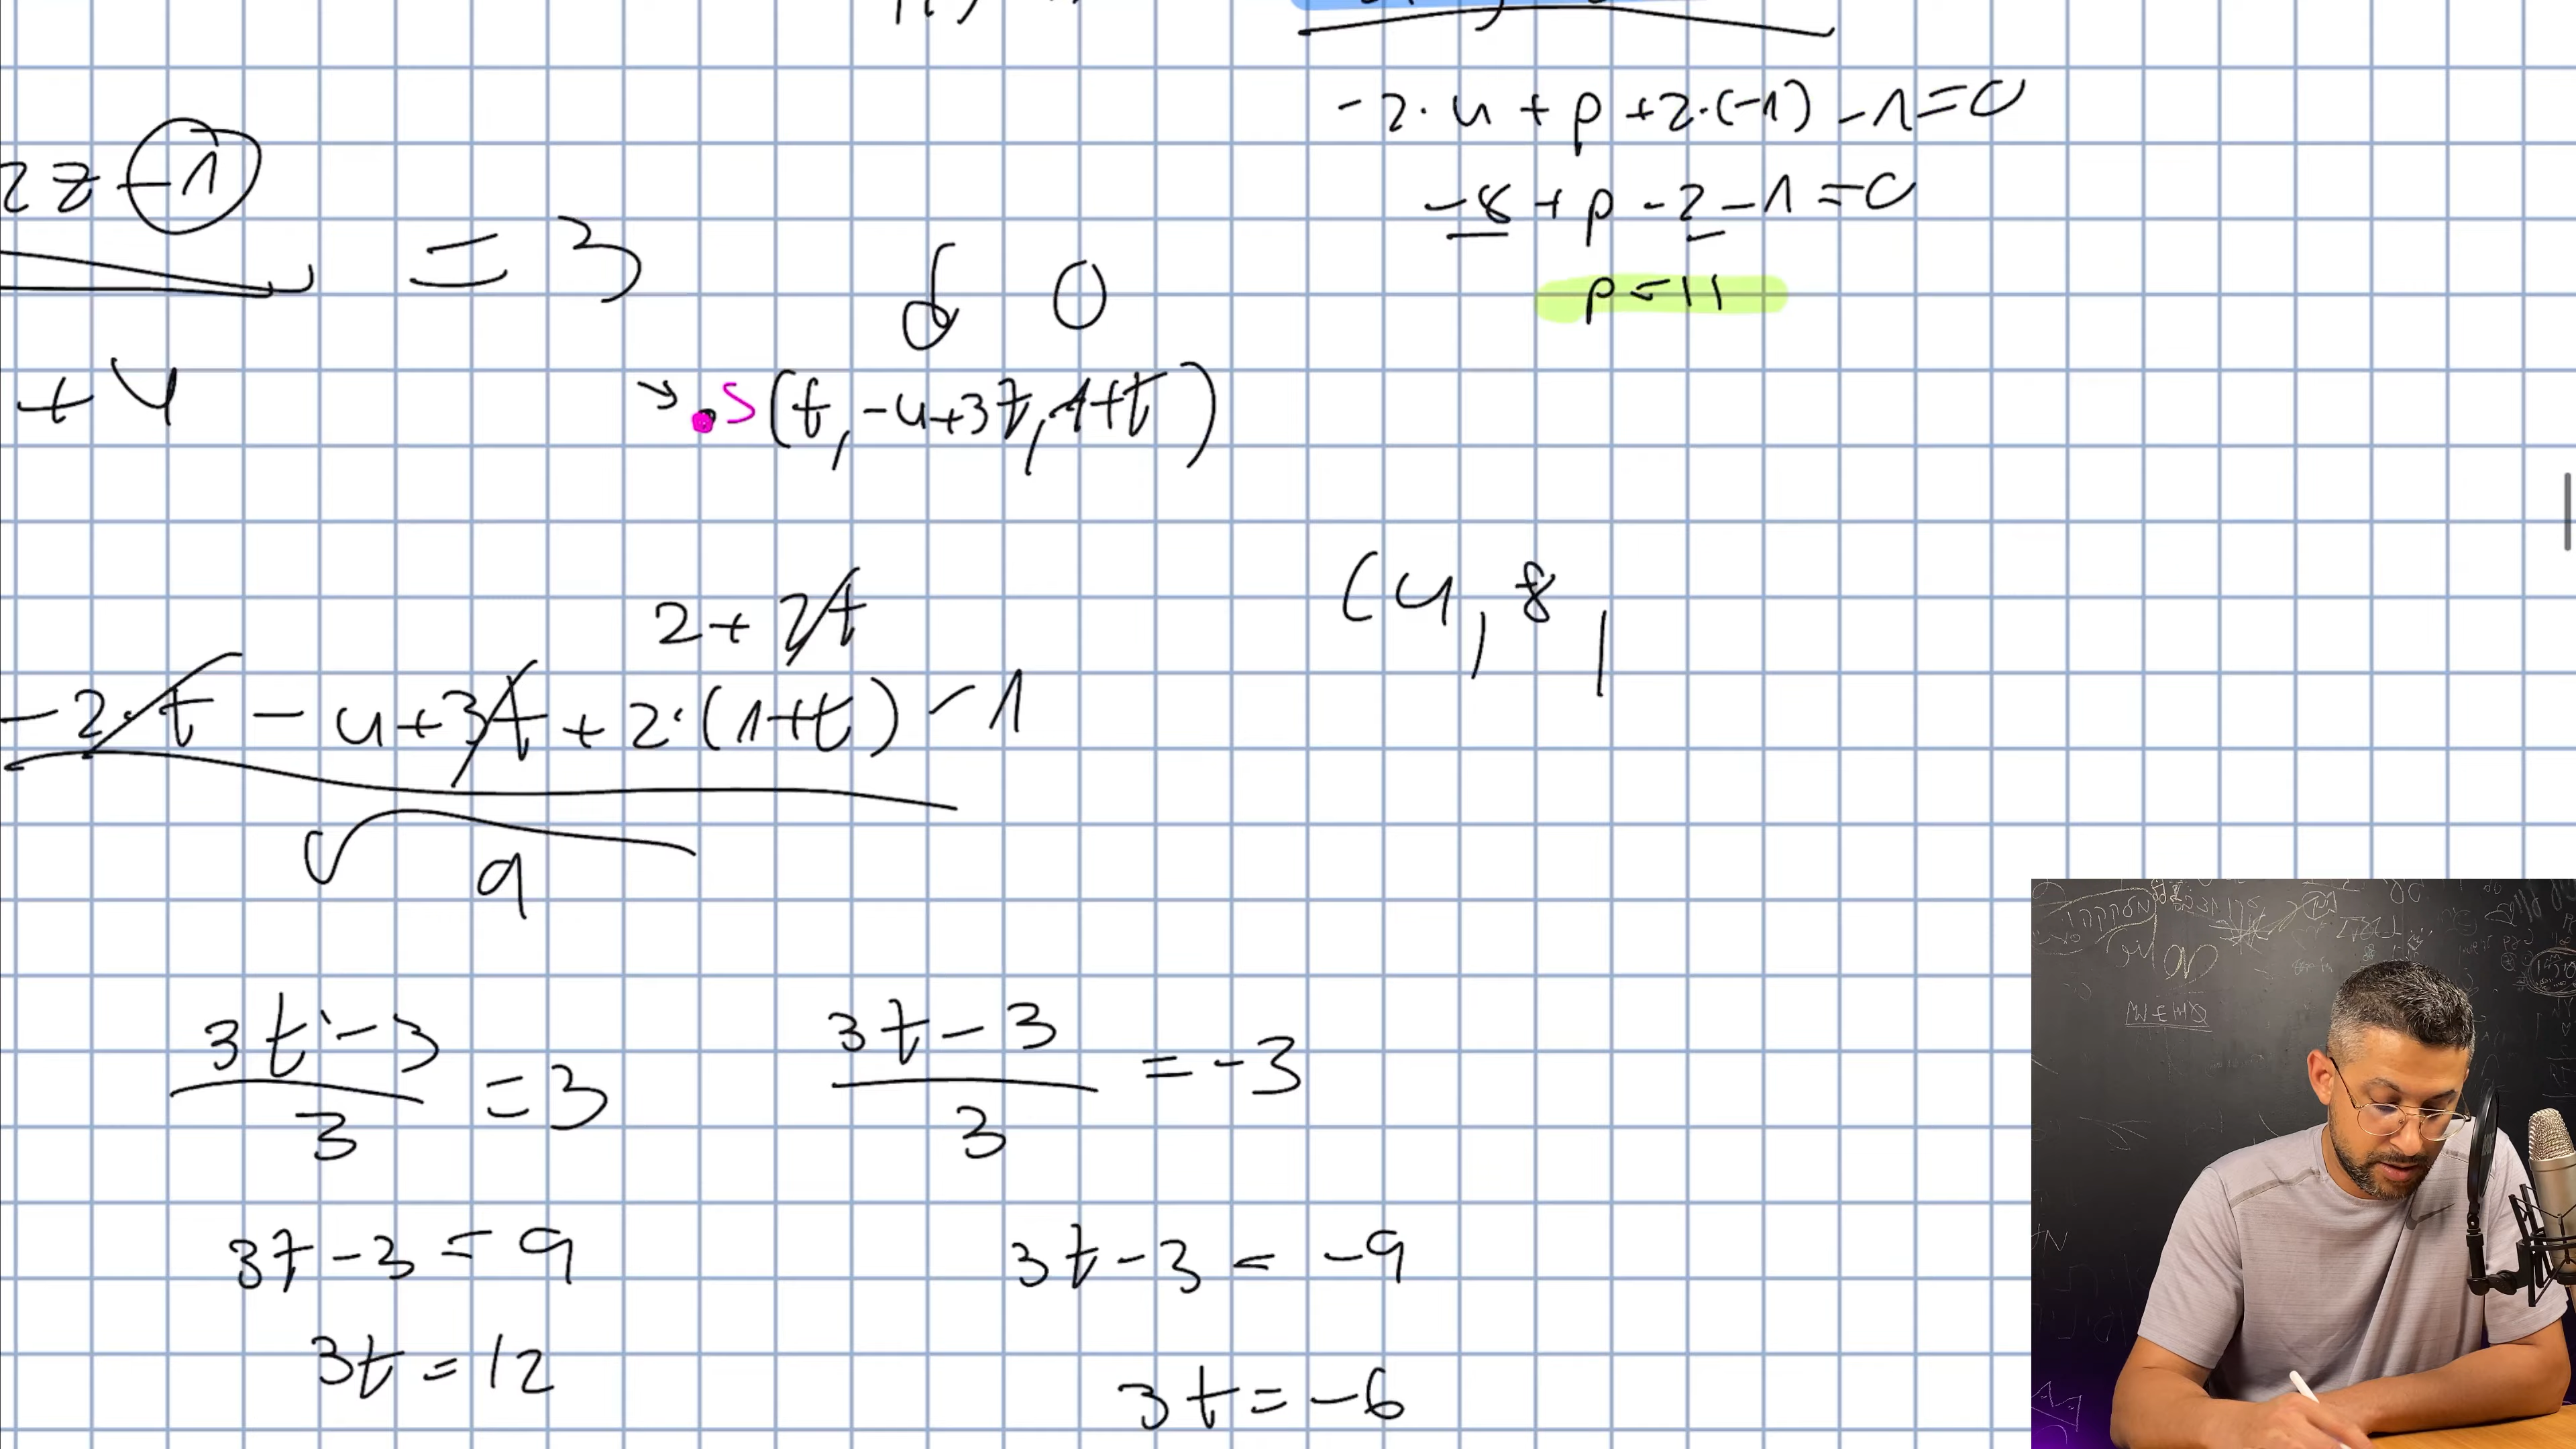 -2·4 + p + 2·(-1) - 1 = 0
-8 + p - 2 - 1 = 0
p = 11
2z - 1
= 3
+ 4
0
S(t, -4+3t, 1+t)
2 + 2t
-2·t - 4 + 3t + 2·(1+t) - 1
√9
(4, 8,
3t - 3 / 3 = 3
3t - 3 / 3 = -3
3t - 3 = 9
3t - 3 = -9
3t = 12
3t = -6